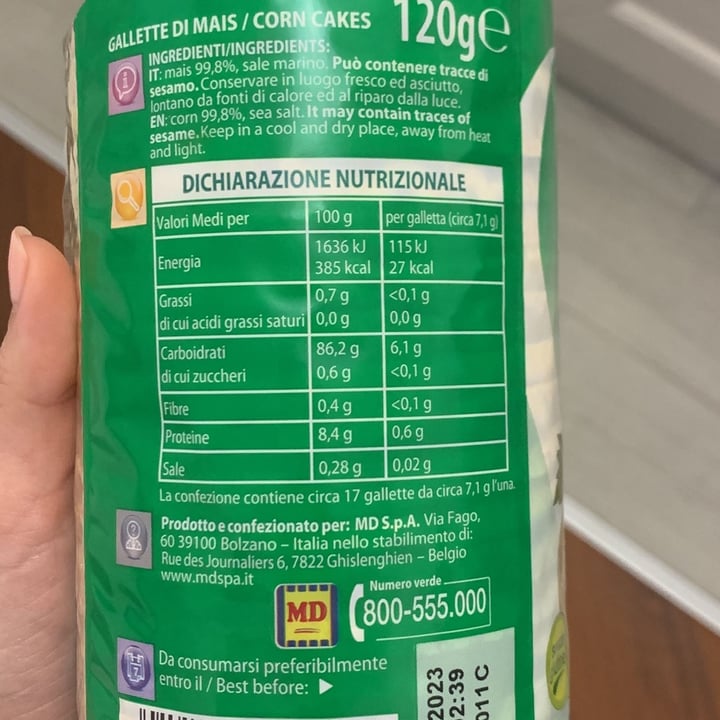 GALLETTE DI MAIS / CORN CAKES 120g℮
INGREDIENTI/INGREDIENTS:
IT: mais 99,8%, sale marino. Può contenere tracce di
sesamo. Conservare in luogo fresco ed asciutto,
lontano da fonti di calore ed al riparo dalla luce.
EN: corn 99,8%, sea salt. It may contain traces of
sesame. Keep in a cool and dry place, away from heat
and light.
DICHIARAZIONE NUTRIZIONALE
Valori Medi per 100 g per galletta (circa 7,1 g)
Energia 1636 kJ 115 kJ
385 kcal 27 kcal
Grassi 0,7 g <0,1 g
di cui acidi grassi saturi 0,0 g 0,0 g
Carboidrati 86,2 g 6,1 g
di cui zuccheri 0,6 g <0,1 g
Fibre 0,4 g <0,1 g
Proteine 8,4 g 0,6 g
Sale 0,28 g 0,02 g
La confezione contiene circa 17 gallette da circa 7,1 g l'una.
Prodotto e confezionato per: MD S.p.A. Via Fago,
60 39100 Bolzano – Italia nello stabilimento di:
Rue des Journaliers 6, 7822 Ghislenghien – Belgio
www.mdspa.it
Numero verde
MD 800-555.000
Da consumarsi preferibilmente
entro il / Best before:
2023
2:39
011 C